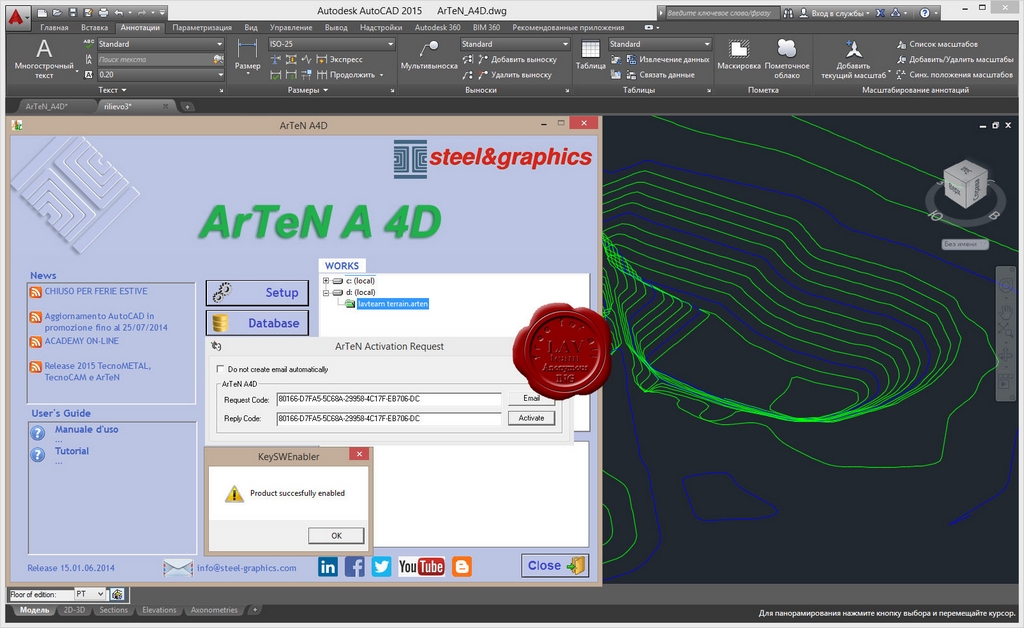 Autodesk AutoCAD 2015 ArTeN_A4D.dwg
Введите ключевое слово/фразу
Вход в службы
Главная Вставка Аннотации Параметризация Вид Управление Вывод Надстройки Autodesk 360 BIM 360 Рекомендованные приложения
A
Многострочный
текст
ABC
Standard
Поиск текста
0.20
Текст
Размер
ISO-25
Экспресс
Продолжить
Размеры
Мультивыноска
Standard
Добавить выноску
Удалить выноску
Выноски
Таблица
Standard
Извлечение данных
Связать данные
Таблицы
Маскировка
Пометочное
облако
Пометка
Добавить
текущий масштаб
Список масштабов
Добавить/Удалить масштабы
Синх. положения масштабов
Масштабирование аннотаций
ArTeN_A4D*
rilievo3*
ArTeN A4D
steel&graphics
ArTeN A 4D
News
CHIUSO PER FERIE ESTIVE
Aggiornamento AutoCAD in
promozione fino al 25/07/2014
ACADEMY ON-LINE
Release 2015 TecnoMETAL,
TecnoCAM e ArTeN
User's Guide
Manuale d'uso
...
Tutorial
...
Setup
Database
WORKS
c: (local)
d: (local)
lavteam terrain.arten
ArTeN Activation Request
Do not create email automatically
ArTeN A4D
Request Code: 80166-D7FA5-5C68A-29958-4C17F-EB706-DC
Email
Reply Code: 80166-D7FA5-5C68A-29958-4C17F-EB706-DC
Activate
LAV
team
Anonymous
ING
KeySWEnabler
Product succesfully enabled
OK
Release 15.01.06.2014
info@steel-graphics.com
in
f
YouTube
Close
Верх
Справа
Ю
В
Без имени
Floor of edition: PT
Модель 2D-3D Sections Elevations Axonometries +
Для панорамирования нажмите кнопку выбора и перемещайте курсор.